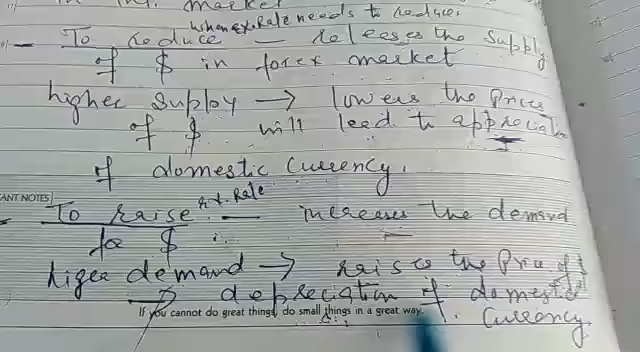 market
when ex. Rate needs to reduce.
To reduce — releases the supply
of $ in forex market
higher supply → lowers the Price
of $ will lead to appreciation
of domestic currency.
ANT NOTES
ex. Rate
To raise — increases the demand
for $
higer demand → raises the Price of $
→ depreciation of domestic
If you cannot do great things, do small things in a great way.
currency.